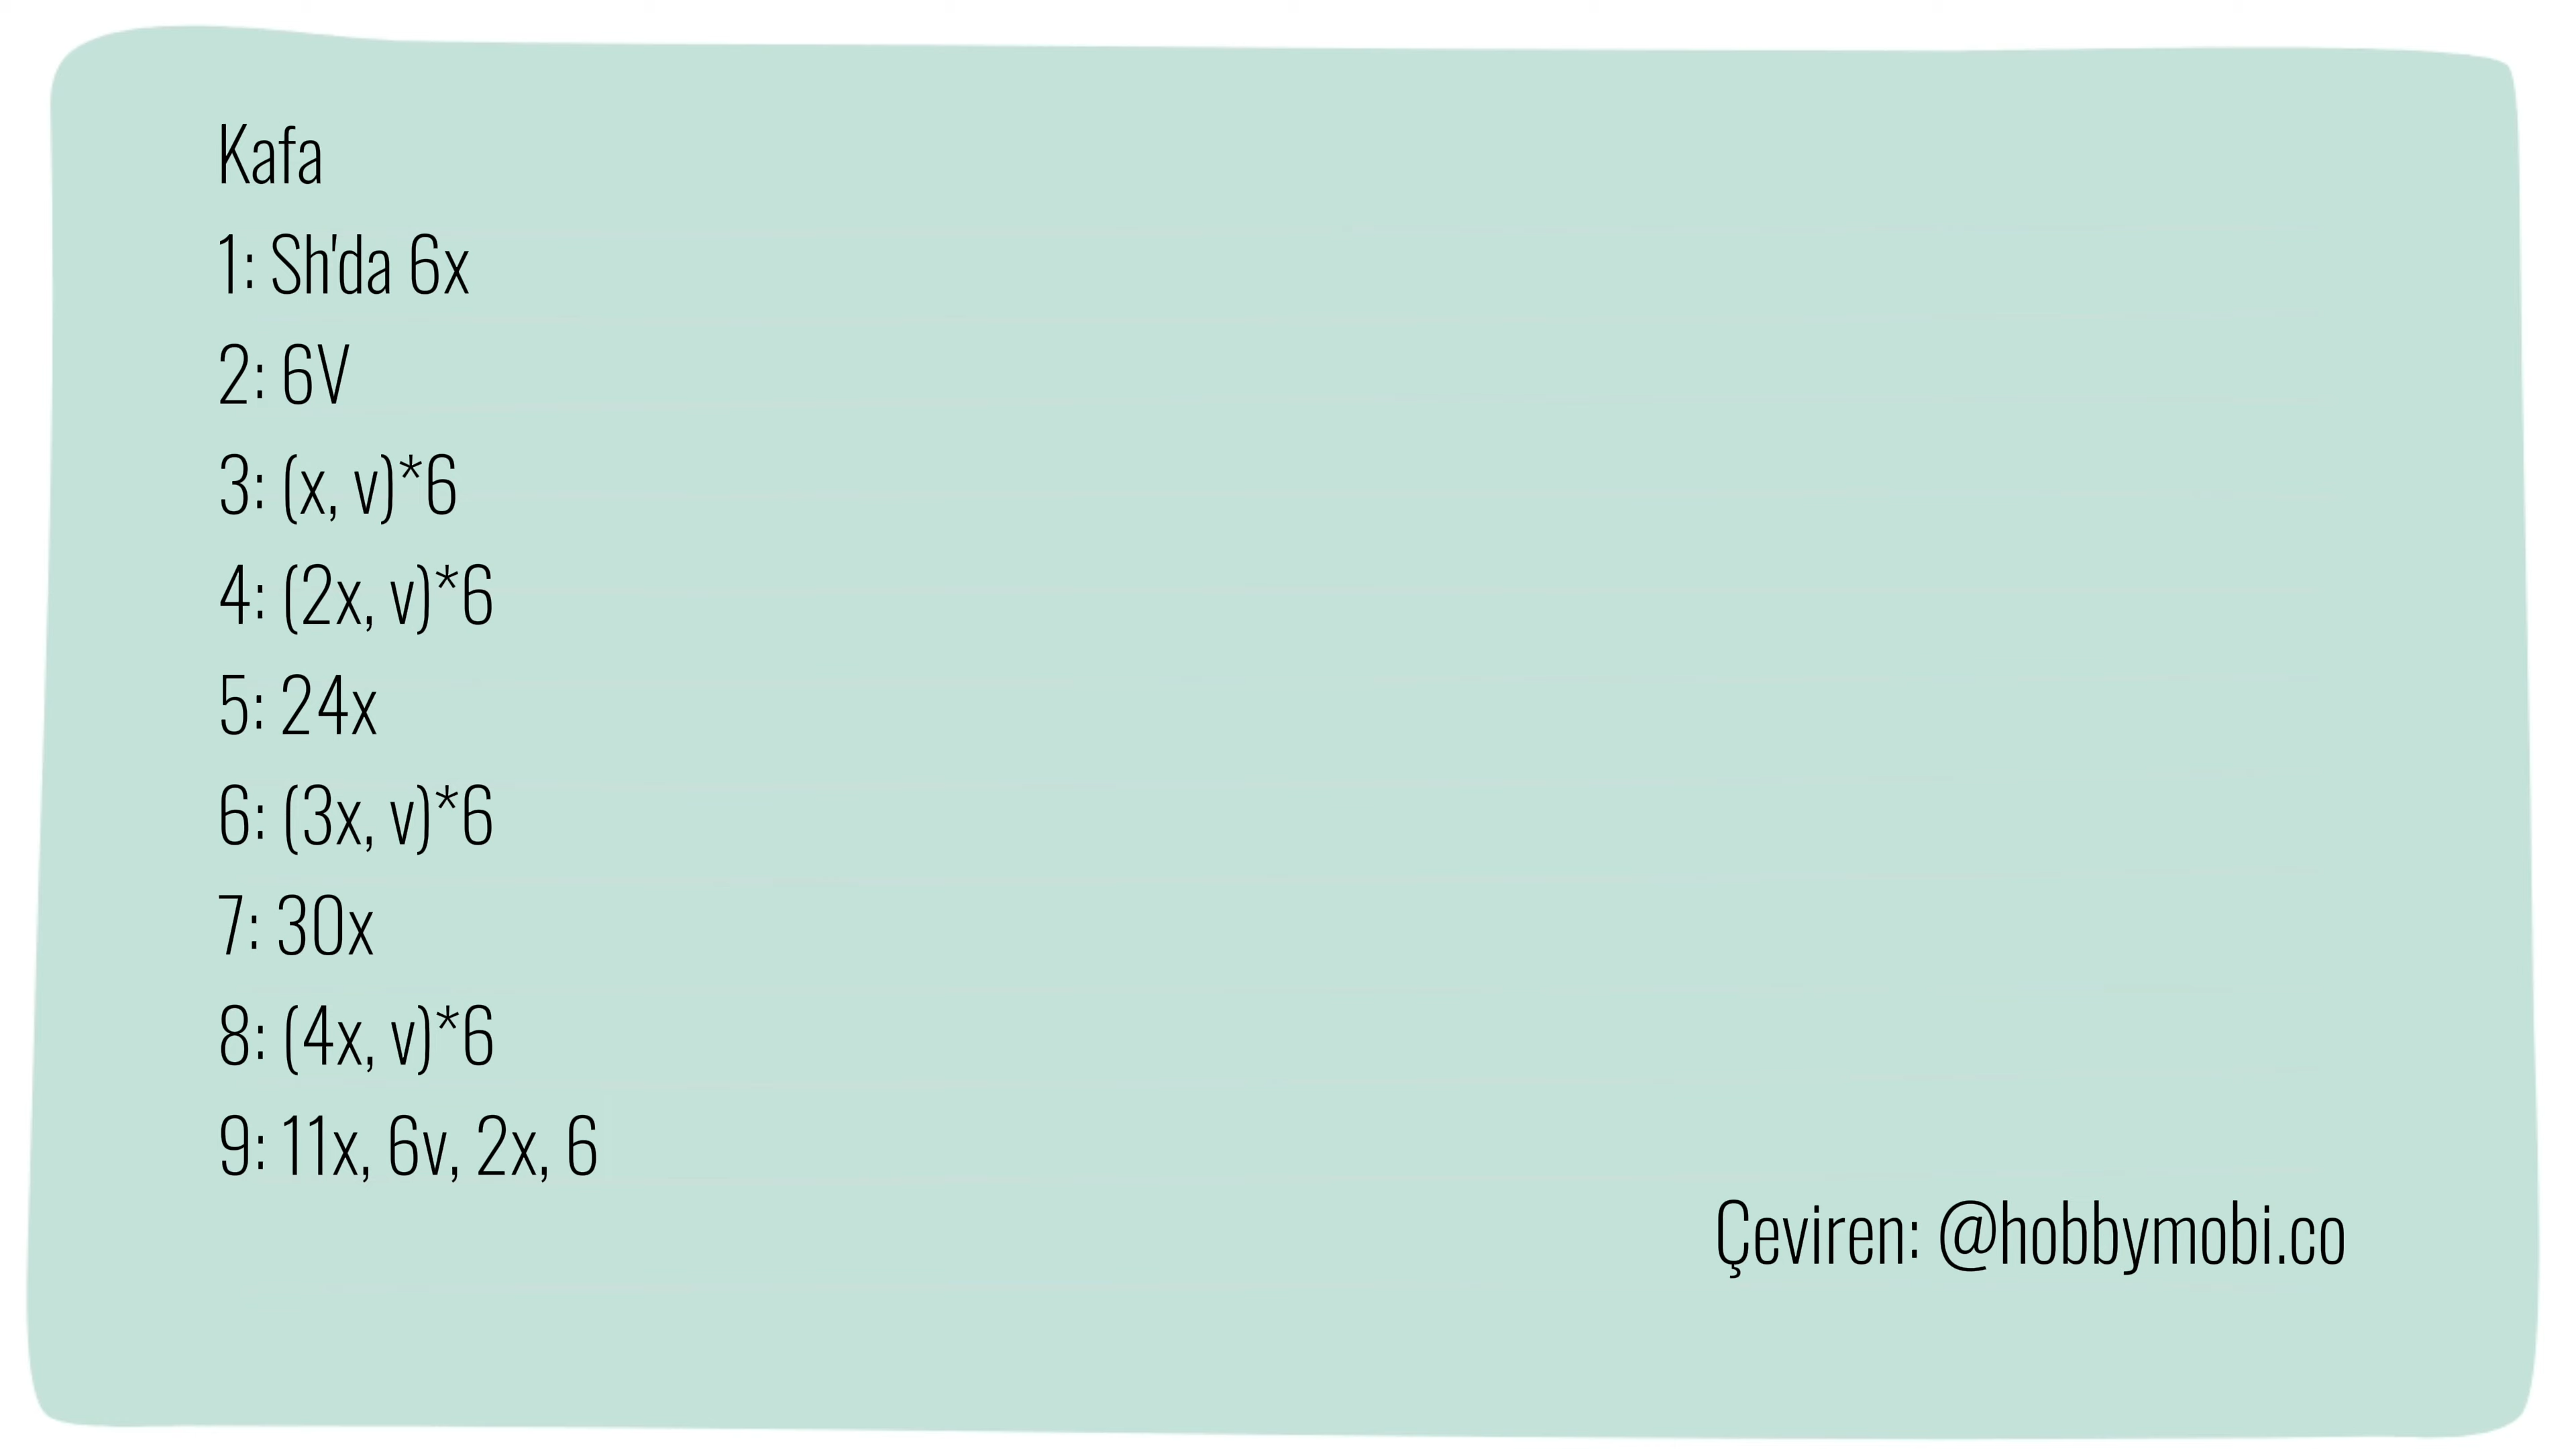 Kafa
1: Sh'da 6x
2: 6V
3: (x, v)*6
4: (2x, v)*6
5: 24x
6: (3x, v)*6
7: 30x
8: (4x, v)*6
9: 11x, 6v, 2x, 6
Çeviren: @hobbymobi.co